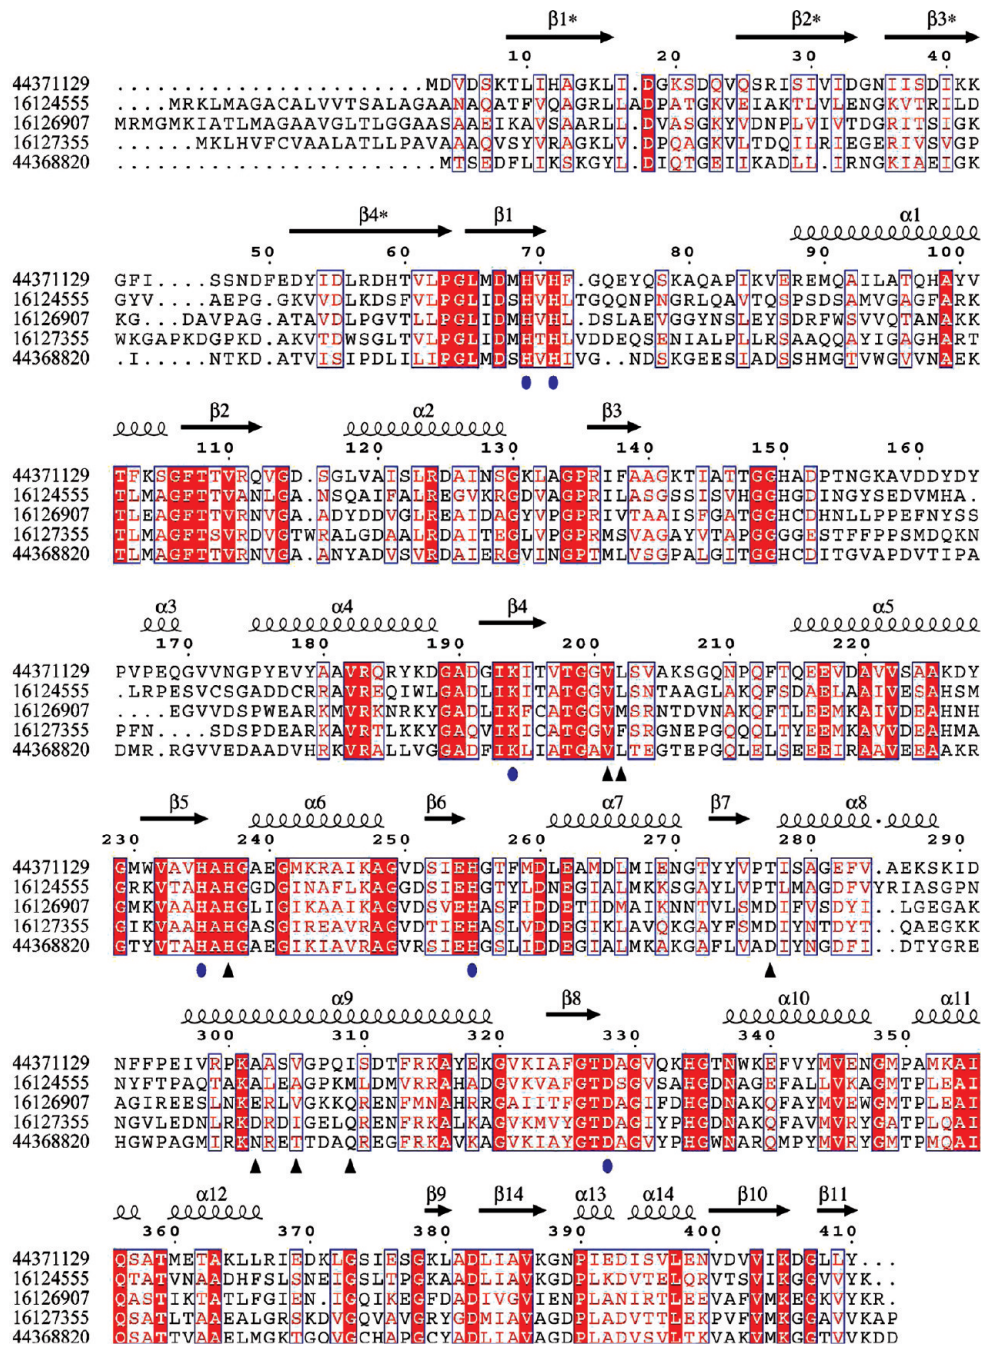 β1* β2* β3*
10 20 30 40
44371129 .......................MDVDSKTLIHAGKLI.DGKSDQVQSRISIVIDGNIISDIKK
16124555 ....MRKLMAGACALVVTSALAGAANAQATFVQAGRLLADPATGKVEIAKTLVLENGKVTRILD
16126907 MRMGMKIATLMAGAAVGLTLGGAASAAEIKAVSAARLL.DVASGKYVDNPLVIVTDGRITSIGK
16127355 ......MKLHVFCVAALATLLPAVAAAQVSYVRAGKLV.DPQAGKVLTDQILRIEGERIVSVGP
44368820 ........................MTSEDFLIKSKGYL.DIQTGEIIKADLL.IRNGKIAEIGK
β4* β1 α1
50 60 70 80 90 100
44371129 GFI....SSNDFEDYIDLRDHTVLPGLMDMHVHF.GQEYQSKAQAPIKVEREMQAILATQHAYV
16124555 GYV....AEPG.GKVVDLKDSFVLPGLIDSHVHLTGQQNPNGRLQAVTQSPSDSAMVGAGFARK
16126907 KG...DAVPAG.ATAVDLPGVTLLPGLIDMHVHL.DSLAEVGGYNSLEYSDRFWSVVQTANAKK
16127355 WKGAPKDGPKD.AKVTDWSGLTVLPGLIDMHTHLVDDEQSENIALPLLRSAAQQAYIGAGHART
44368820 .I....NTKD.ATVISIPDLILIPGLMDSHVHIVG..NDSKGEESIADSSHMGTVWGVVNAEK
β2 α2 β3
110 120 130 140 150 160
44371129 TFKSGFTTVRQVGD.SGLVAISLRDAINSGKLAGPRIFAAGKTIATTGGHADPTNGKAVDDYDY
16124555 TLMAGFTTVANLGA.NSQAIFALREGVKRGDVAGPRILASGSSISVHGGHGDINGYSEDVMHA.
16126907 TLEAGFTTVRNVGA.ADYDDVGLREAIDAGYVPGPRIVTAAISFGATGGHCDHNLLPPEFNYSS
16127355 TLMAGFTSVRDVGTWRALGDAALRDAITEGLVPGPRMSVAGAYVTAPGGGESTFFPPSMDQKN
44368820 TLMAGFTTVRNVGA.ANYADVSVRDAIERGVINGPTMLVSGPALGITGGHCDITGVAPDVTIPA
α3 α4 β4 α5
170 180 190 200 210 220
44371129 PVPEQGVVNGPYEVYAAVRQRYKDGADGIKITVTGGVLSVAKSGQNPQFTQEEVDAVVSAAKDY
16124555 .LRPESVCSGADDCRRAVREQIWLGADLIKITATGGVLSNTAAGLAKQFSDAELAAIVESAHSM
16126907 ....EGVVDSPWEARKMVRKNRKYGADLIKFCATGGVMSRNTDVNAKQFTLEEMKAIVDEAHNH
16127355 PFN....SDSPDEARKAVRTLKKYGAQVIKICATGGVFSRGNEPGQQQLTYEEMKAVVDEAHMA
44368820 DMR.RGVVEDAADVHRKVRALLVGGADFIKLIATGAVLTEGTEPGQLELSEEEIRAAVEEAAKR
β5 α6 β6 α7 β7 α8
230 240 250 260 270 280 290
44371129 GMWVAVHAHGAEGMKRAIKAGVDSIEHGTFMDLEAMDLMIENGTYYVPTISAGEFV.AEKSKID
16124555 GRKVTAHAHGGDGINAFLKAGGDSIEHGTYLDNEGIALMKKSGAYLVPTLMAGDFVYRIASGPN
16126907 GMKVAAHAHGLIGIKAAIKAGVDSVEHASFIDDETIDMAIKNNTVLSMDIFVSDYI..LGEGAK
16127355 GIKVAAHAHGASGIREAVRAGVDTIEHASLVDDEGIKLAVQKGAYFSMDIYNTDYT..QAEGKK
44368820 GTYVTAHAHGAEGIKIAVRAGVRSIEHGSLIDDEGIALMKAKGAFLVADIYNGDFI..DTYGRE
α9 β8 α10 α11
300 310 320 330 340 350
44371129 NFFPEIVRPKAASVGPQISDTFRKAYEKGVKIAFGTDAGVQKHGTNWKEFVYMVENGMPAMKAI
16124555 NYFTPAQTAKALEAGPKMLDMVRRAHADGVKVAFGTDSGVSAHGDNAGEFALLVKAGMTPLEAI
16126907 AGIREESLNKERLVGKKQRENFMNAHRRGAIITFGTDAGIFDHGDNAKQFAYMVEWGMTPLEAI
16127355 NGVLEDNLRKDRDIGELQRENFRKALKAGVKMVYGTDAGIYPHGDNAKQFAVMVRYGATPLQAI
44368820 HGWPAGMIRKNRETTDAQREGFRKAVKAGVKIAYGTDAGVYPHGWNARQMPYMVRYGMTPMQAI
α12 β9 β14 α13 α14 β10 β11
360 370 380 390 400 410
44371129 QSATMETAKLLRIEDKLGSIESGKLADLIAVKGNPIEDISVLENVDVVIKDGLLY...
16124555 QTATVNAADHFSLSNEIGSLTPGKAADLIAVKGDPLKDVTELQRVTSVIKGGVVYK..
16126907 QASTIKTATLFGIEN.IGQIKEGFDADIVGVIENPLANIRTLEEVAFVMKEGKVYKR.
16127355 QSATLTAAEALGRSKDVGQVAVGRYGDMIAVAGDPLADVTTLEKPVFVMKGGAVVKAP
44368820 QSATTVAAELMGKTGQVGCHAPGCYADLIAVAGDPLADVSVLTKVAKVMKGGTVVKDD